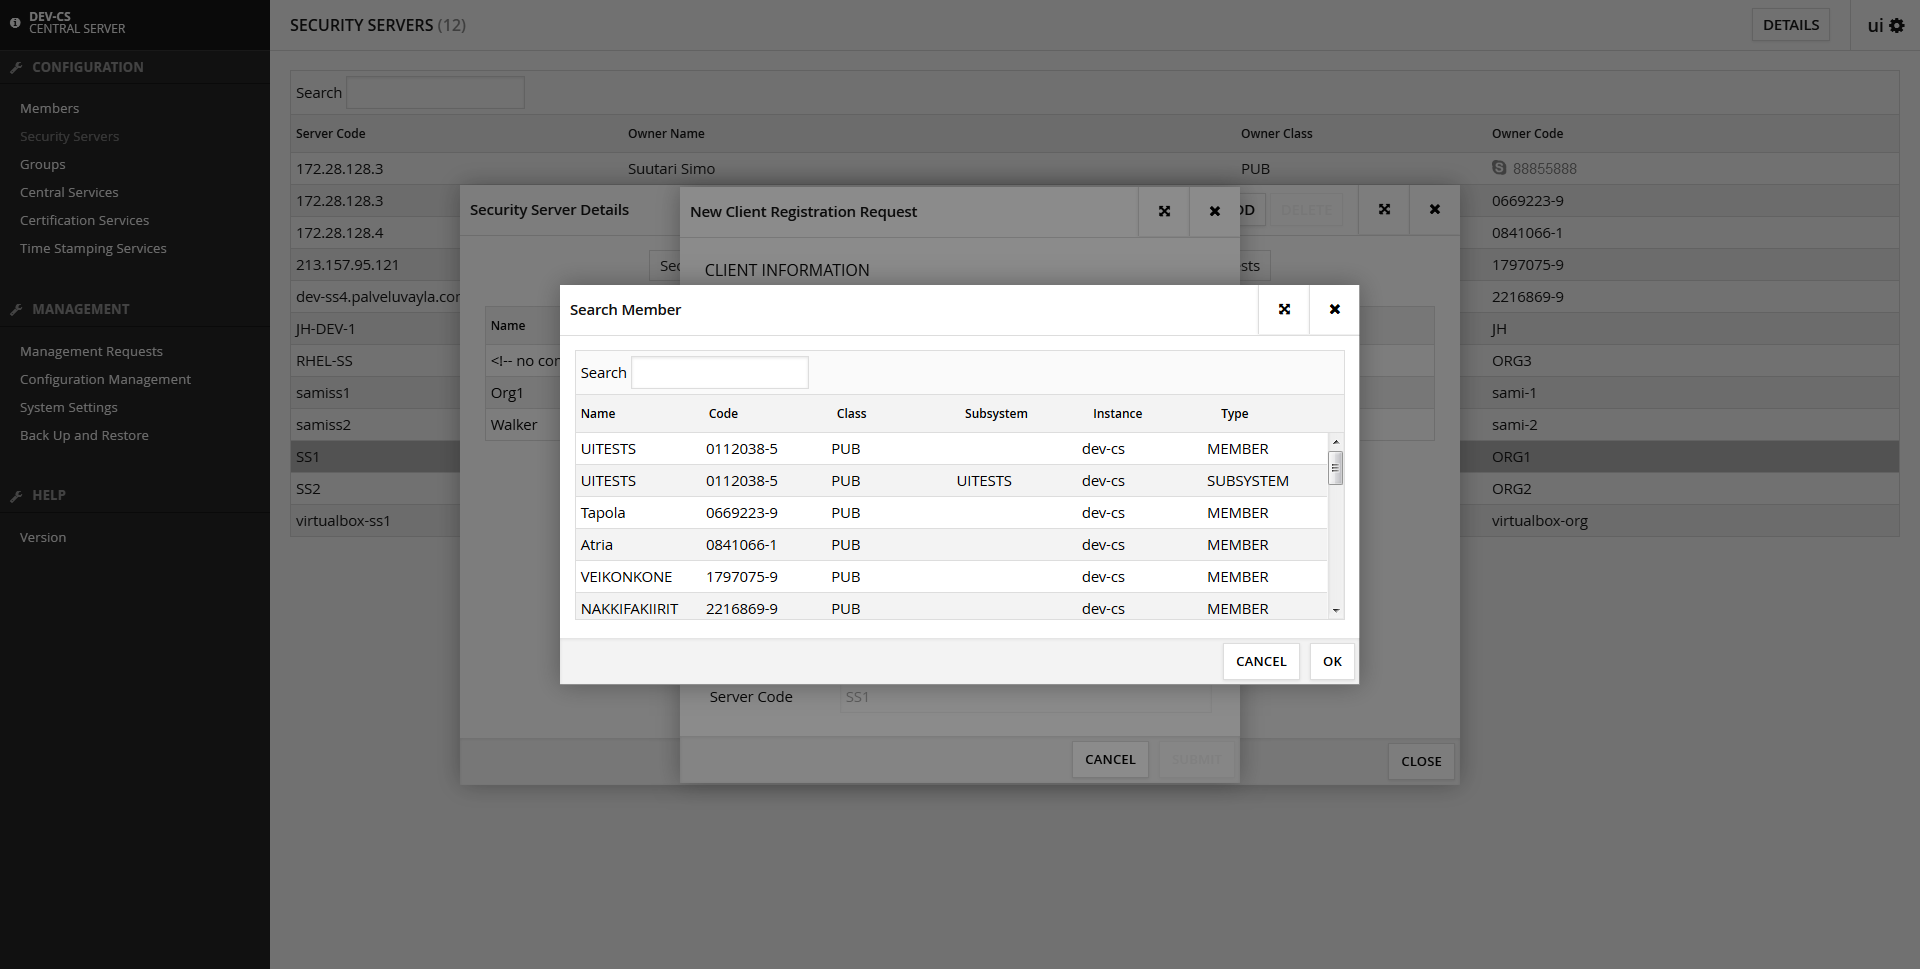 DEV-CS
CENTRAL SERVER
CONFIGURATION
Members
Security Servers
Groups
Central Services
Certification Services
Time Stamping Services
MANAGEMENT
Management Requests
Configuration Management
System Settings
Back Up and Restore
HELP
Version
SECURITY SERVERS (12)
DETAILS
ui
Search
Server Code Owner Name Owner Class Owner Code
172.28.128.3 Suutari Simo PUB 88855888
172.28.128.3 0669223-9
172.28.128.4 0841066-1
213.157.95.121 1797075-9
dev-ss4.palveluvayla.cor 2216869-9
JH-DEV-1 JH
RHEL-SS ORG3
samiss1 sami-1
samiss2 sami-2
SS1 ORG1
SS2 ORG2
virtualbox-ss1 virtualbox-org
Security Server Details
DELETE
Name
<!-- no cor
Org1
Walker
CLOSE
New Client Registration Request
CLIENT INFORMATION
Server Code SS1
CANCEL SUBMIT
Search Member
Search
Name Code Class Subsystem Instance Type
UITESTS 0112038-5 PUB dev-cs MEMBER
UITESTS 0112038-5 PUB UITESTS dev-cs SUBSYSTEM
Tapola 0669223-9 PUB dev-cs MEMBER
Atria 0841066-1 PUB dev-cs MEMBER
VEIKONKONE 1797075-9 PUB dev-cs MEMBER
NAKKIFAKIIRIT 2216869-9 PUB dev-cs MEMBER
CANCEL OK